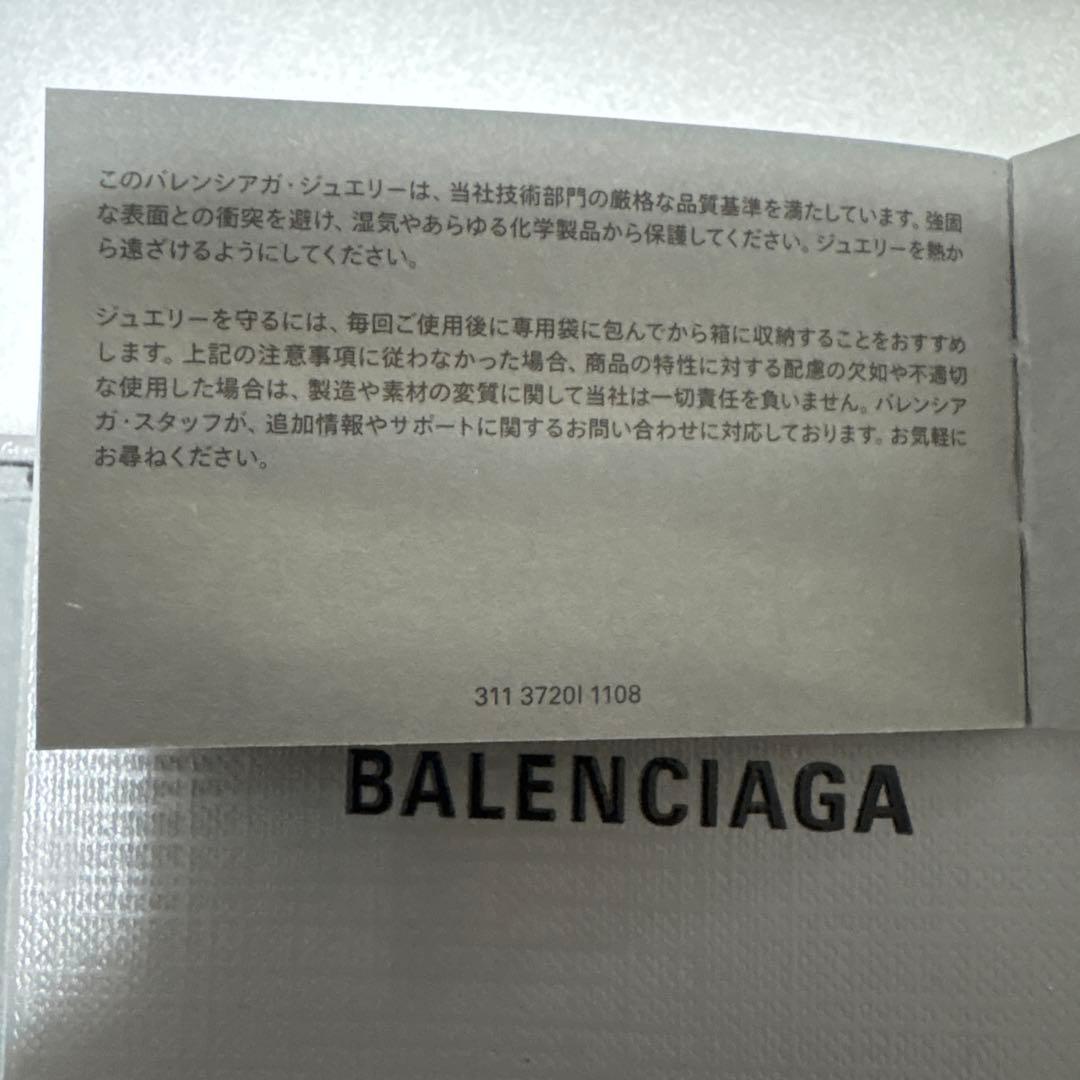 このバレンシアガ・ジュエリーは、当社技術部門の厳格な品質基準を満たしています。強固
な表面との衝突を避け、湿気やあらゆる化学製品から保護してください。ジュエリーを熱か
ら遠ざけるようにしてください。
ジュエリーを守るには、毎回ご使用後に専用袋に包んでから箱に収納することをおすすめ
します。上記の注意事項に従わなかった場合、商品の特性に対する配慮の欠如や不適切
な使用した場合は、製造や素材の変質に関して当社は一切責任を負いません。バレンシア
ガ・スタッフが、追加情報やサポートに関するお問い合わせに対応しております。お気軽に
お尋ねください。
311 3720I 1108
BALENCIAGA